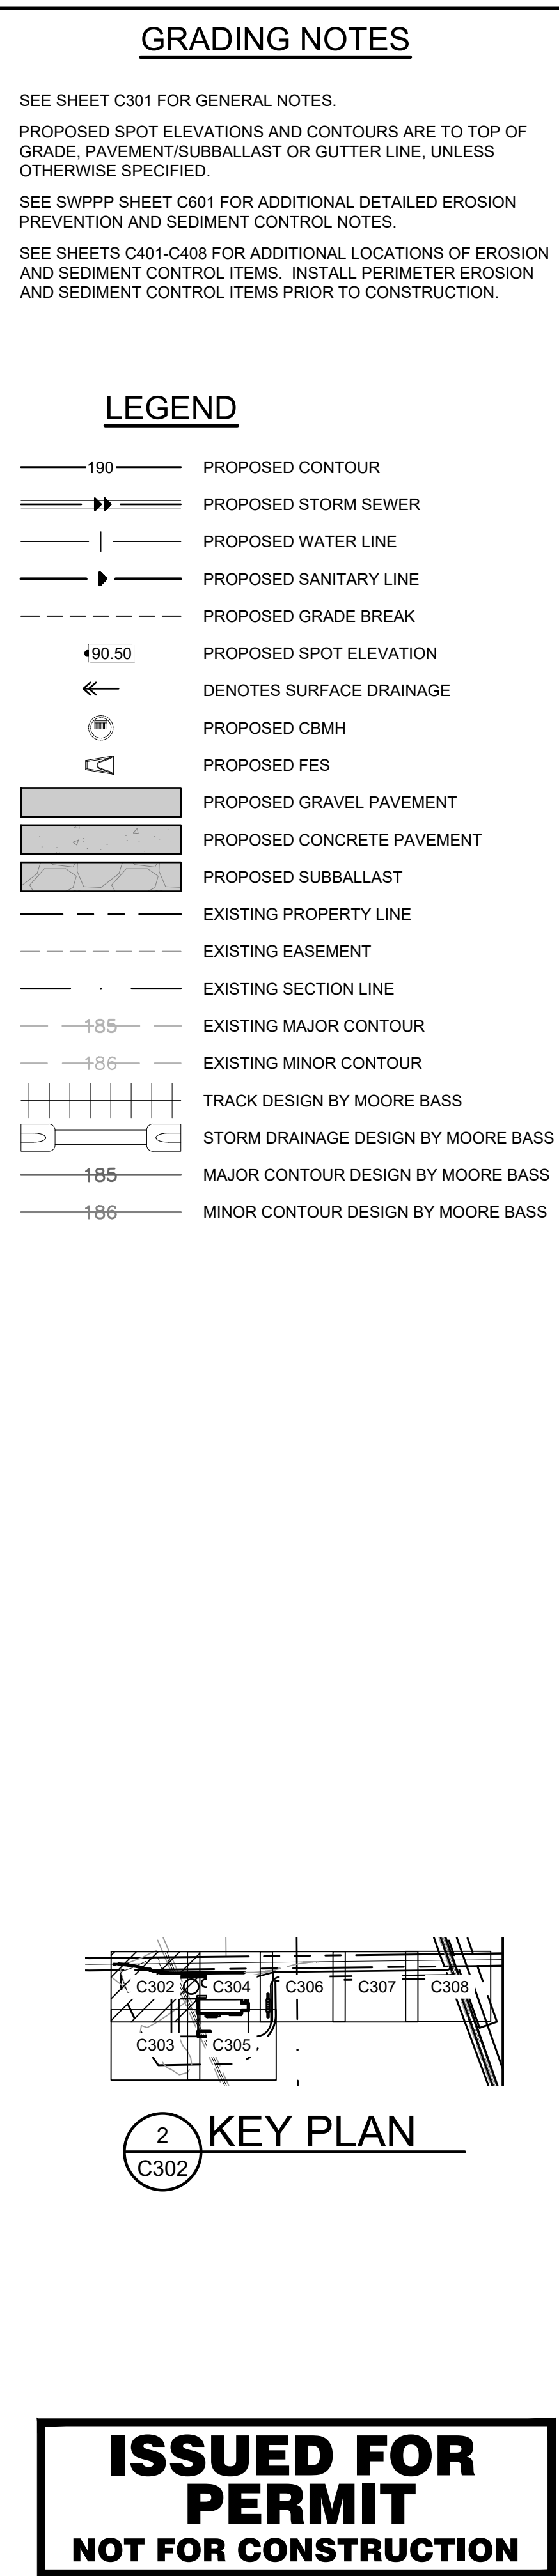 GRADING NOTES
SEE SHEET C301 FOR GENERAL NOTES.
PROPOSED SPOT ELEVATIONS AND CONTOURS ARE TO TOP OF
GRADE, PAVEMENT/SUBBALLAST OR GUTTER LINE, UNLESS
OTHERWISE SPECIFIED.
SEE SWPPP SHEET C601 FOR ADDITIONAL DETAILED EROSION
PREVENTION AND SEDIMENT CONTROL NOTES.
SEE SHEETS C401-C408 FOR ADDITIONAL LOCATIONS OF EROSION
AND SEDIMENT CONTROL ITEMS. INSTALL PERIMETER EROSION
AND SEDIMENT CONTROL ITEMS PRIOR TO CONSTRUCTION.
LEGEND
190 PROPOSED CONTOUR
PROPOSED STORM SEWER
PROPOSED WATER LINE
PROPOSED SANITARY LINE
PROPOSED GRADE BREAK
90.50 PROPOSED SPOT ELEVATION
DENOTES SURFACE DRAINAGE
PROPOSED CBMH
PROPOSED FES
PROPOSED GRAVEL PAVEMENT
PROPOSED CONCRETE PAVEMENT
PROPOSED SUBBALLAST
EXISTING PROPERTY LINE
EXISTING EASEMENT
EXISTING SECTION LINE
185 EXISTING MAJOR CONTOUR
186 EXISTING MINOR CONTOUR
TRACK DESIGN BY MOORE BASS
STORM DRAINAGE DESIGN BY MOORE BASS
185 MAJOR CONTOUR DESIGN BY MOORE BASS
186 MINOR CONTOUR DESIGN BY MOORE BASS
C302 C304 C306 C307 C308
C303 C305
2 KEY PLAN
C302
ISSUED FOR
PERMIT
NOT FOR CONSTRUCTION